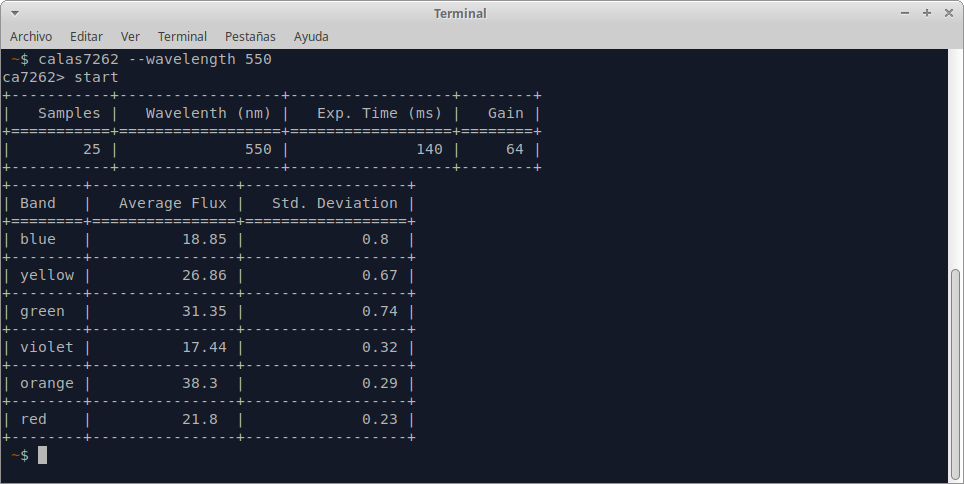 Terminal
Archivo Editar Ver Terminal Pestañas Ayuda
~$ calas7262 --wavelength 550
ca7262> start
+-----------+------------------+------------------+--------+
|   Samples |   Wavelenth (nm) |   Exp. Time (ms) |   Gain |
+===========+==================+==================+========+
|        25 |              550 |              140 |     64 |
+-----------+------------------+------------------+--------+
+--------+----------------+------------------+
| Band   |   Average Flux |   Std. Deviation |
+========+================+==================+
| blue   |          18.85 |             0.8  |
+--------+----------------+------------------+
| yellow |          26.86 |             0.67 |
+--------+----------------+------------------+
| green  |          31.35 |             0.74 |
+--------+----------------+------------------+
| violet |          17.44 |             0.32 |
+--------+----------------+------------------+
| orange |          38.3  |             0.29 |
+--------+----------------+------------------+
| red    |          21.8  |             0.23 |
+--------+----------------+------------------+
~$